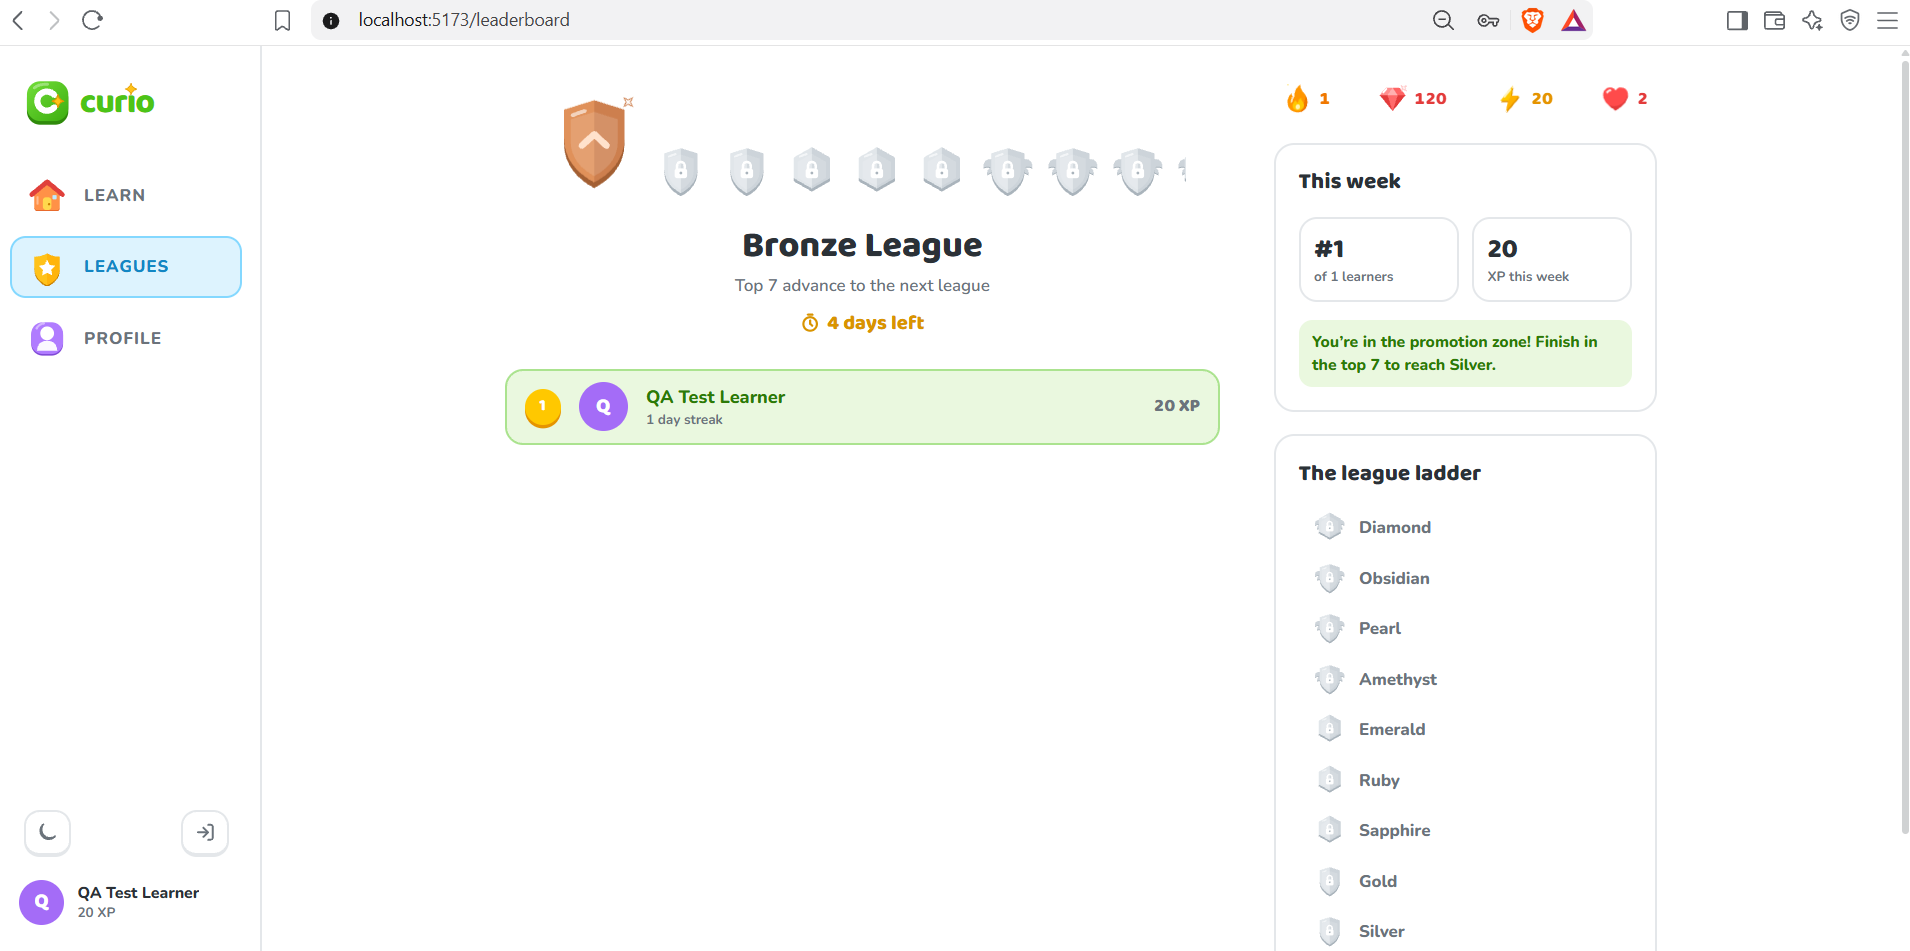 localhost:5173/leaderboard
curio
LEARN
LEAGUES
PROFILE
QA Test Learner
20 XP
Q
Bronze League
Top 7 advance to the next league
4 days left
1
Q
QA Test Learner
1 day streak
20 XP
1
120
20
2
This week
#1
of 1 learners
20
XP this week
You're in the promotion zone! Finish in
the top 7 to reach Silver.
The league ladder
Diamond
Obsidian
Pearl
Amethyst
Emerald
Ruby
Sapphire
Gold
Silver